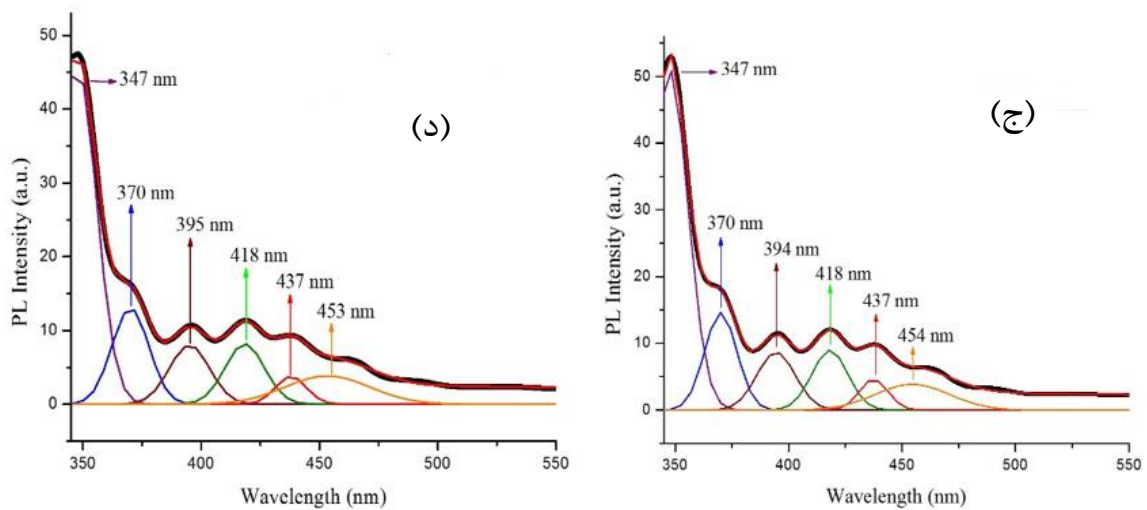 50
40
30
20
10
0
PL Intensity (a.u.)
347 nm
370 nm
395 nm
418 nm
437 nm
453 nm
(د)
350
400
450
500
550
Wavelength (nm)
50
40
30
20
10
0
PL Intensity (a.u.)
347 nm
370 nm
394 nm
418 nm
437 nm
454 nm
(ج)
350
400
450
500
550
Wavelength (nm)